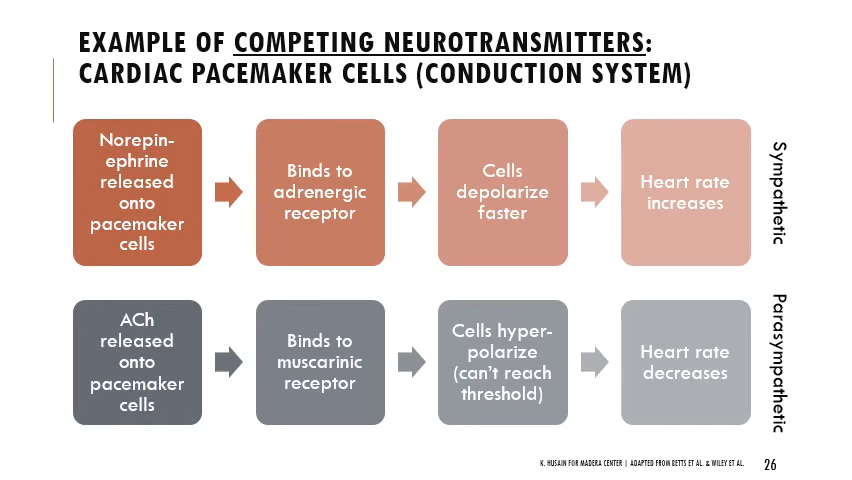 EXAMPLE OF COMPETING NEUROTRANSMITTERS:
CARDIAC PACEMAKER CELLS (CONDUCTION SYSTEM)
Norepin-
ephrine
released
onto
pacemaker
cells
Binds to
adrenergic
receptor
Cells
depolarize
faster
Heart rate
increases
Sympathetic
ACh
released
onto
pacemaker
cells
Binds to
muscarinic
receptor
Cells hyper-
polarize
(can't reach
threshold)
Heart rate
decreases
Parasympathetic
K. HUSAIN FOR MADERA CENTER | ADAPTED FROM BETTS ET AL. & WILEY ET AL.
26